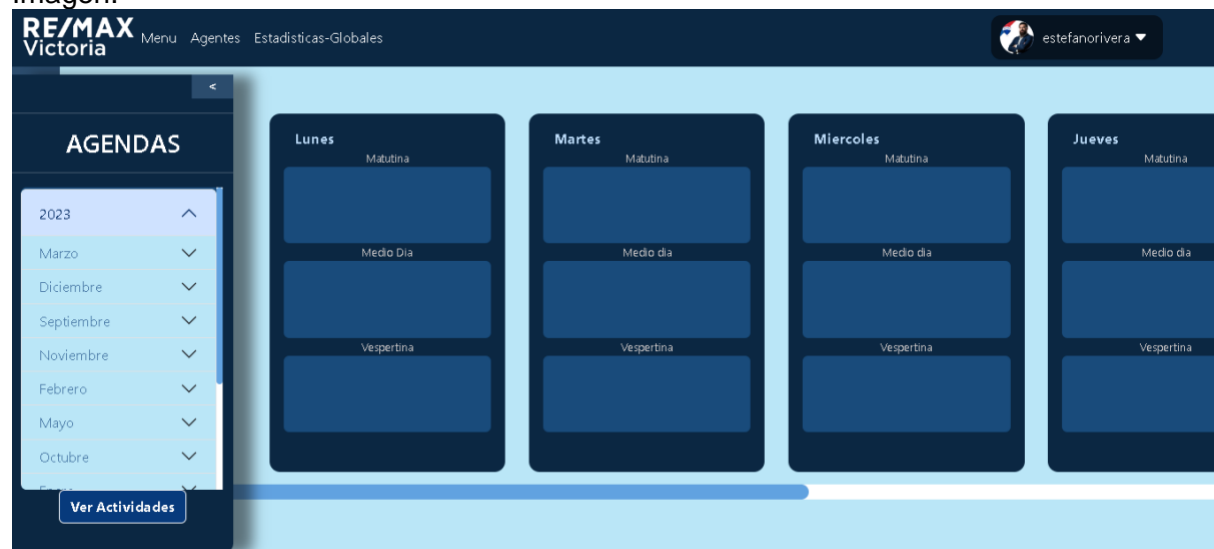 Imagen:
RE/MAX
Victoria
Menu Agentes Estadisticas-Globales
estefanorivera
<
AGENDAS
2023
Marzo
Diciembre
Septiembre
Noviembre
Febrero
Mayo
Octubre
Ver Actividades
Lunes
Matutina
Medio Dia
Vespertina
Martes
Matutina
Medio dia
Vespertina
Miercoles
Matutina
Medio dia
Vespertina
Jueves
Matutina
Medio dia
Vespertina